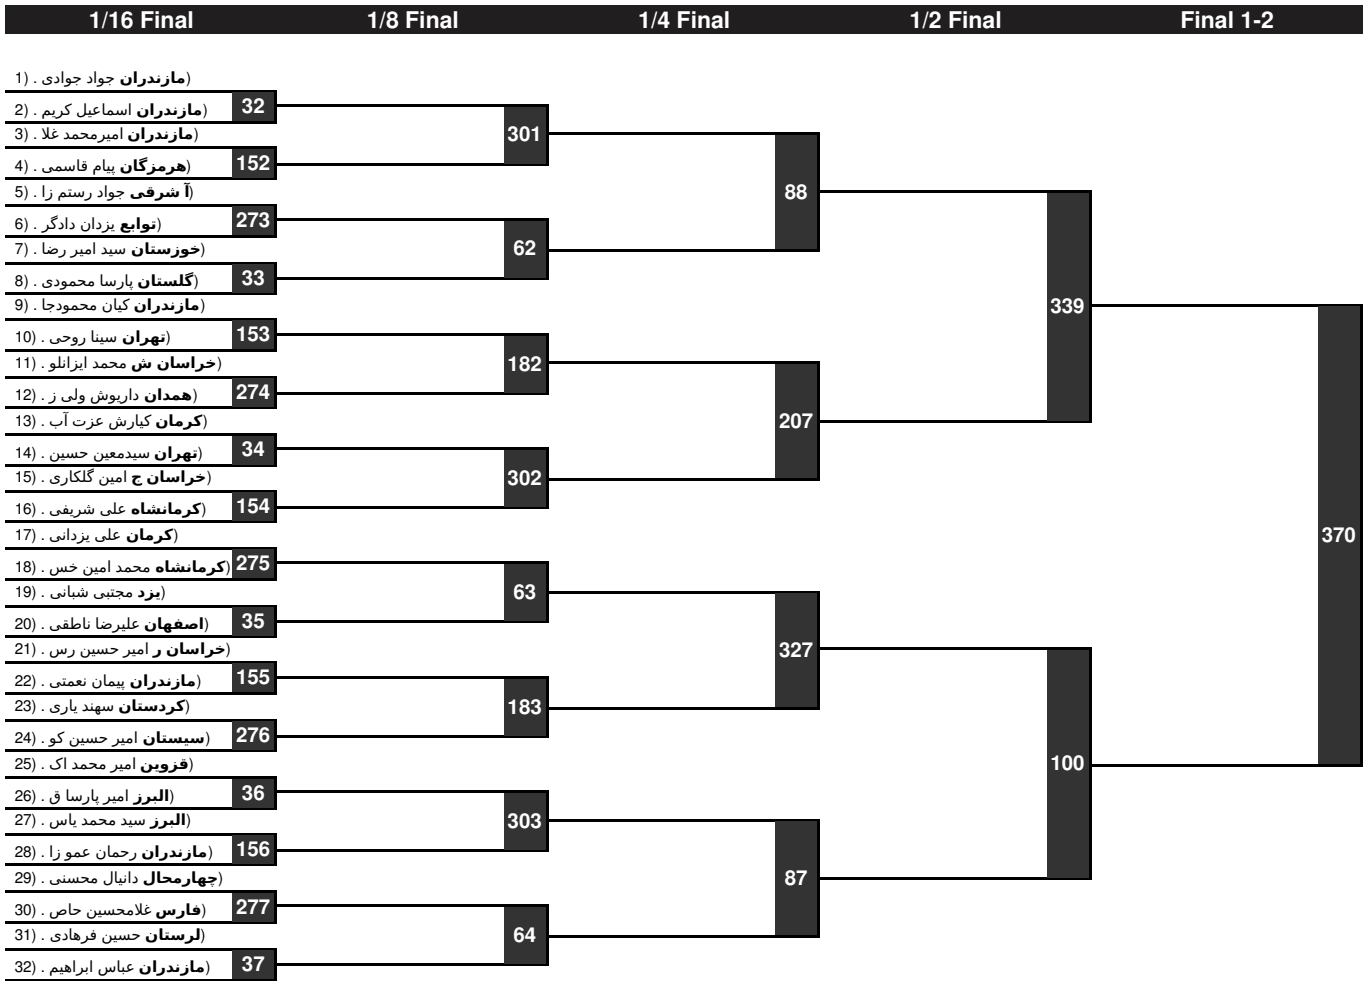 1/16 Final 1/8 Final 1/4 Final 1/2 Final Final 1-2
1) . مازندران جواد جوادی)
32
2) . مازندران اسماعیل کریم)
301
3) . مازندران امیرمحمد غلا)
88
152
4) . هرمزگان پیام قاسمی)
5) . آ شرقی جواد رستم زا)
273
6) . توابع یزدان دادگر)
62
7) . خوزستان سید امیر رضا)
33
8) . گلستان پارسا محمودی)
339
9) . مازندران کیان محمودجا)
153
10) . تهران سینا روحی)
182
11) . خراسان ش محمد ایزانلو)
274
12) . همدان داریوش ولی ز)
207
13) . کرمان کیارش عزت آب)
34
14) . تهران سیدمعین حسین)
302
15) . خراسان ج امین گلکاری)
154
16) . کرمانشاه علی شریفی)
370
17) . کرمان علی یزدانی)
275
18) . کرمانشاه محمد امین خس)
63
19) . یزد مجتبی شبانی)
35
20) . اصفهان علیرضا ناطقی)
327
21) . خراسان ر امیر حسین رس)
155
22) . مازندران پیمان نعمتی)
183
23) . کردستان سهند یاری)
276
24) . سیستان امیر حسین کو)
100
25) . قزوین امیر محمد اک)
36
26) . البرز امیر پارسا ق)
303
27) . البرز سید محمد یاس)
156
28) . مازندران رحمان عمو زا)
87
29) . چهارمحال دانیال محسنی)
277
30) . فارس غلامحسین حاص)
64
31) . لرستان حسین فرهادی)
37
32) . مازندران عباس ابراهیم)